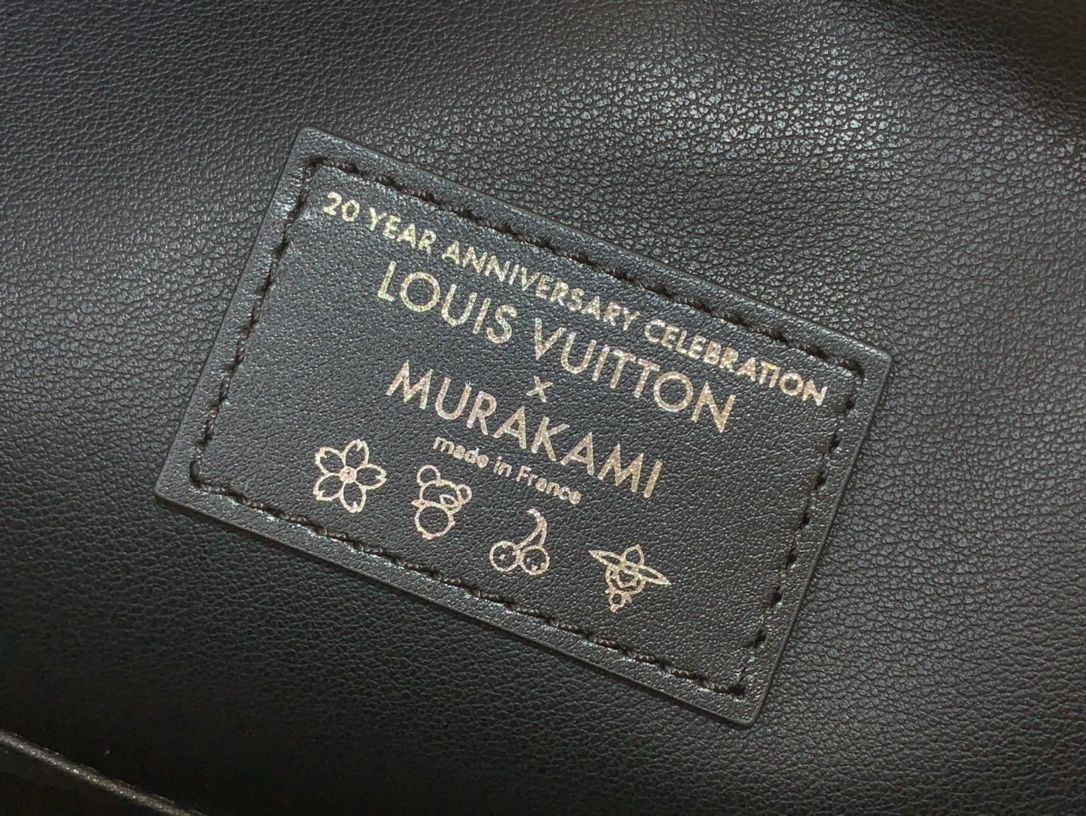 20 YEAR ANNIVERSARY CELEBRATION
LOUIS VUITTON
x
MURAKAMI
made in France